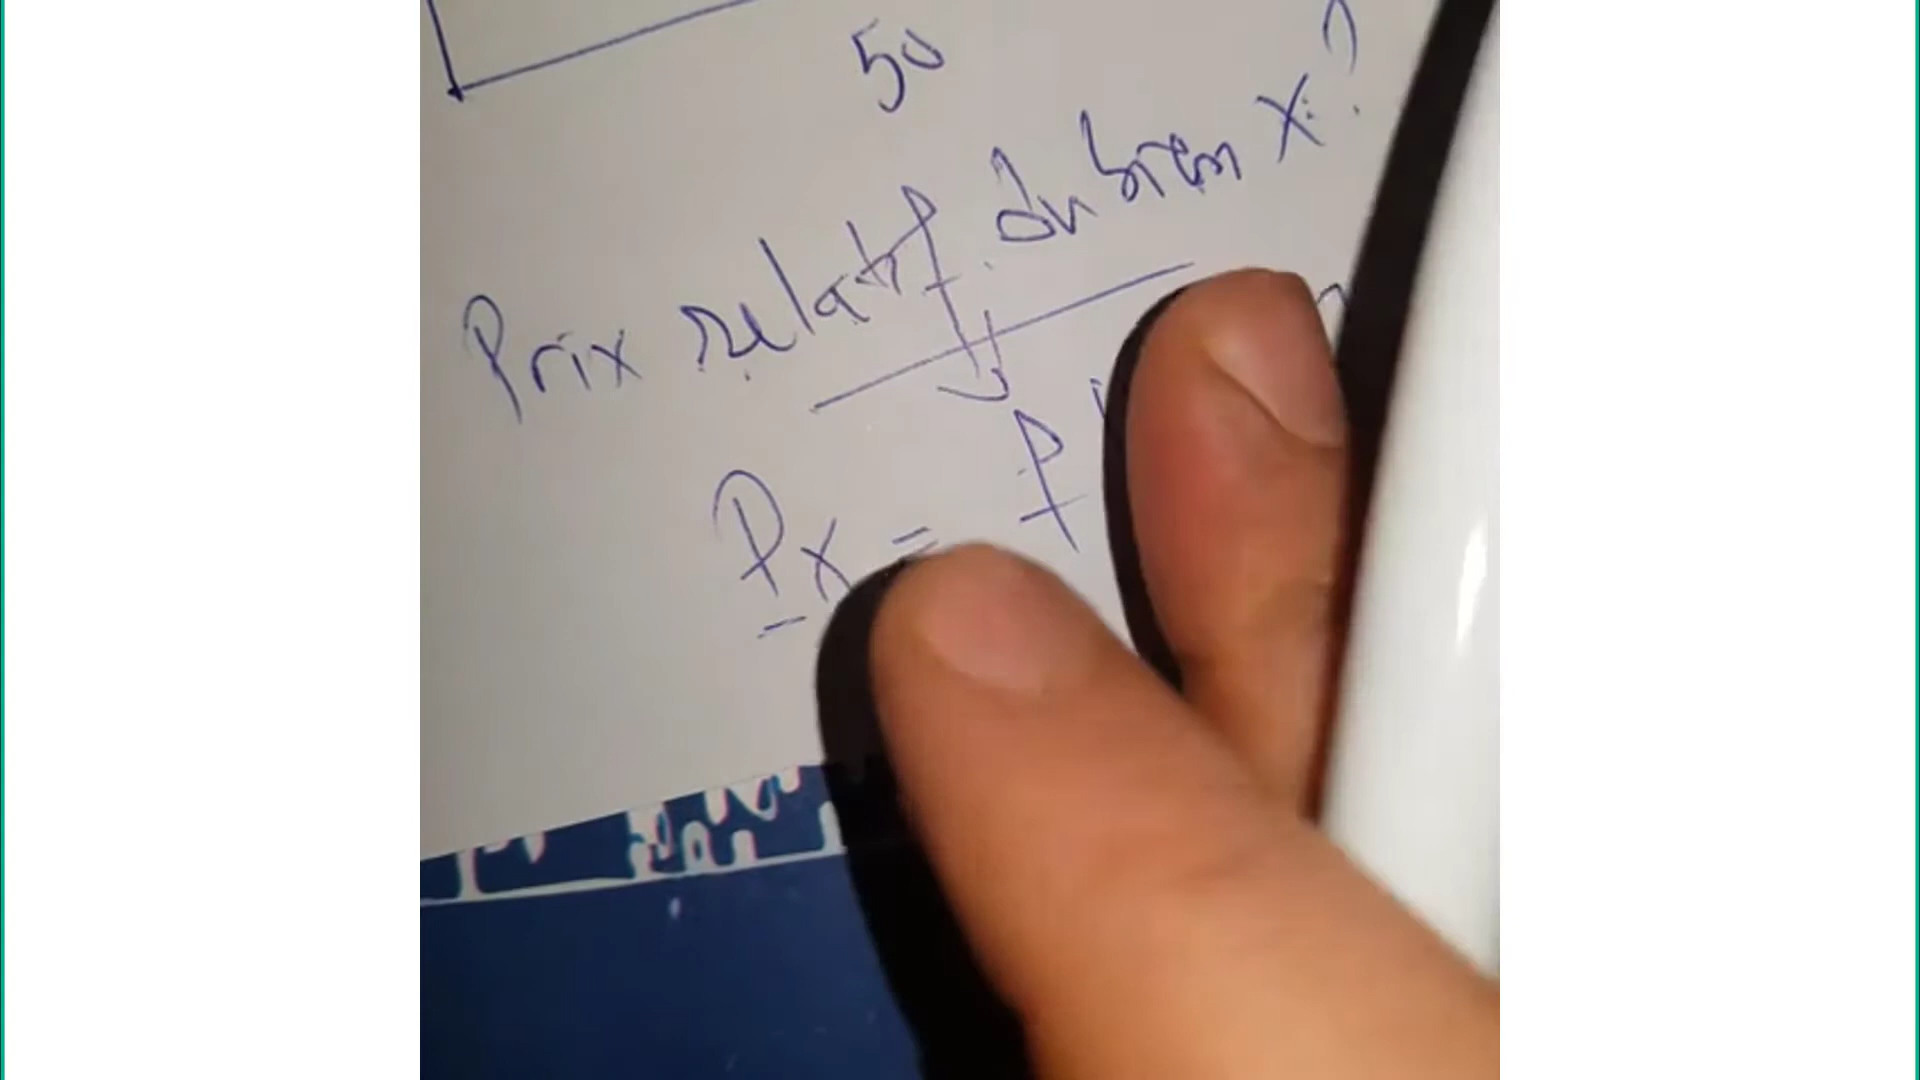 50
Prix relatif du bien X?
Px = P